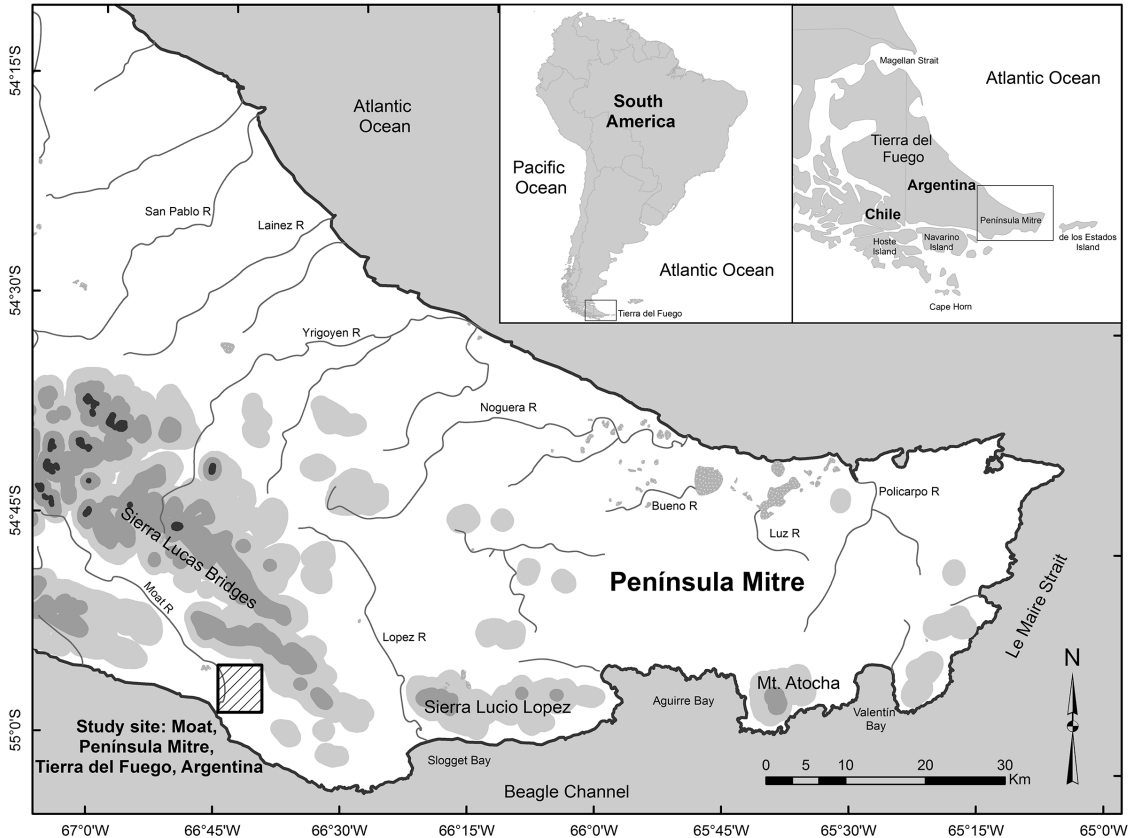 Atlantic
Ocean
South
America
Pacific
Ocean
Atlantic Ocean
Tierra del Fuego
Magellan Strait
Atlantic Ocean
Tierra del
Fuego
Argentina
Chile
Península Mitre
Hoste
Island
Navarino
Island
de los Estados
Island
Cape Horn
San Pablo R
Lainez R
Yrigoyen R
Noguera R
Bueno R
Luz R
Policarpo R
Sierra Lucas Bridges
Moat R
Península Mitre
Le Maire Strait
Lopez R
Sierra Lucio Lopez
Aguirre Bay
Mt. Atocha
Valentín
Bay
Slogget Bay
Beagle Channel
Study site: Moat,
Península Mitre,
Tierra del Fuego, Argentina
N
0 5 10 20 30
Km
54°15'S
54°30'S
54°45'S
55°0'S
67°0'W 66°45'W 66°30'W 66°15'W 66°0'W 65°45'W 65°30'W 65°15'W 65°0'W